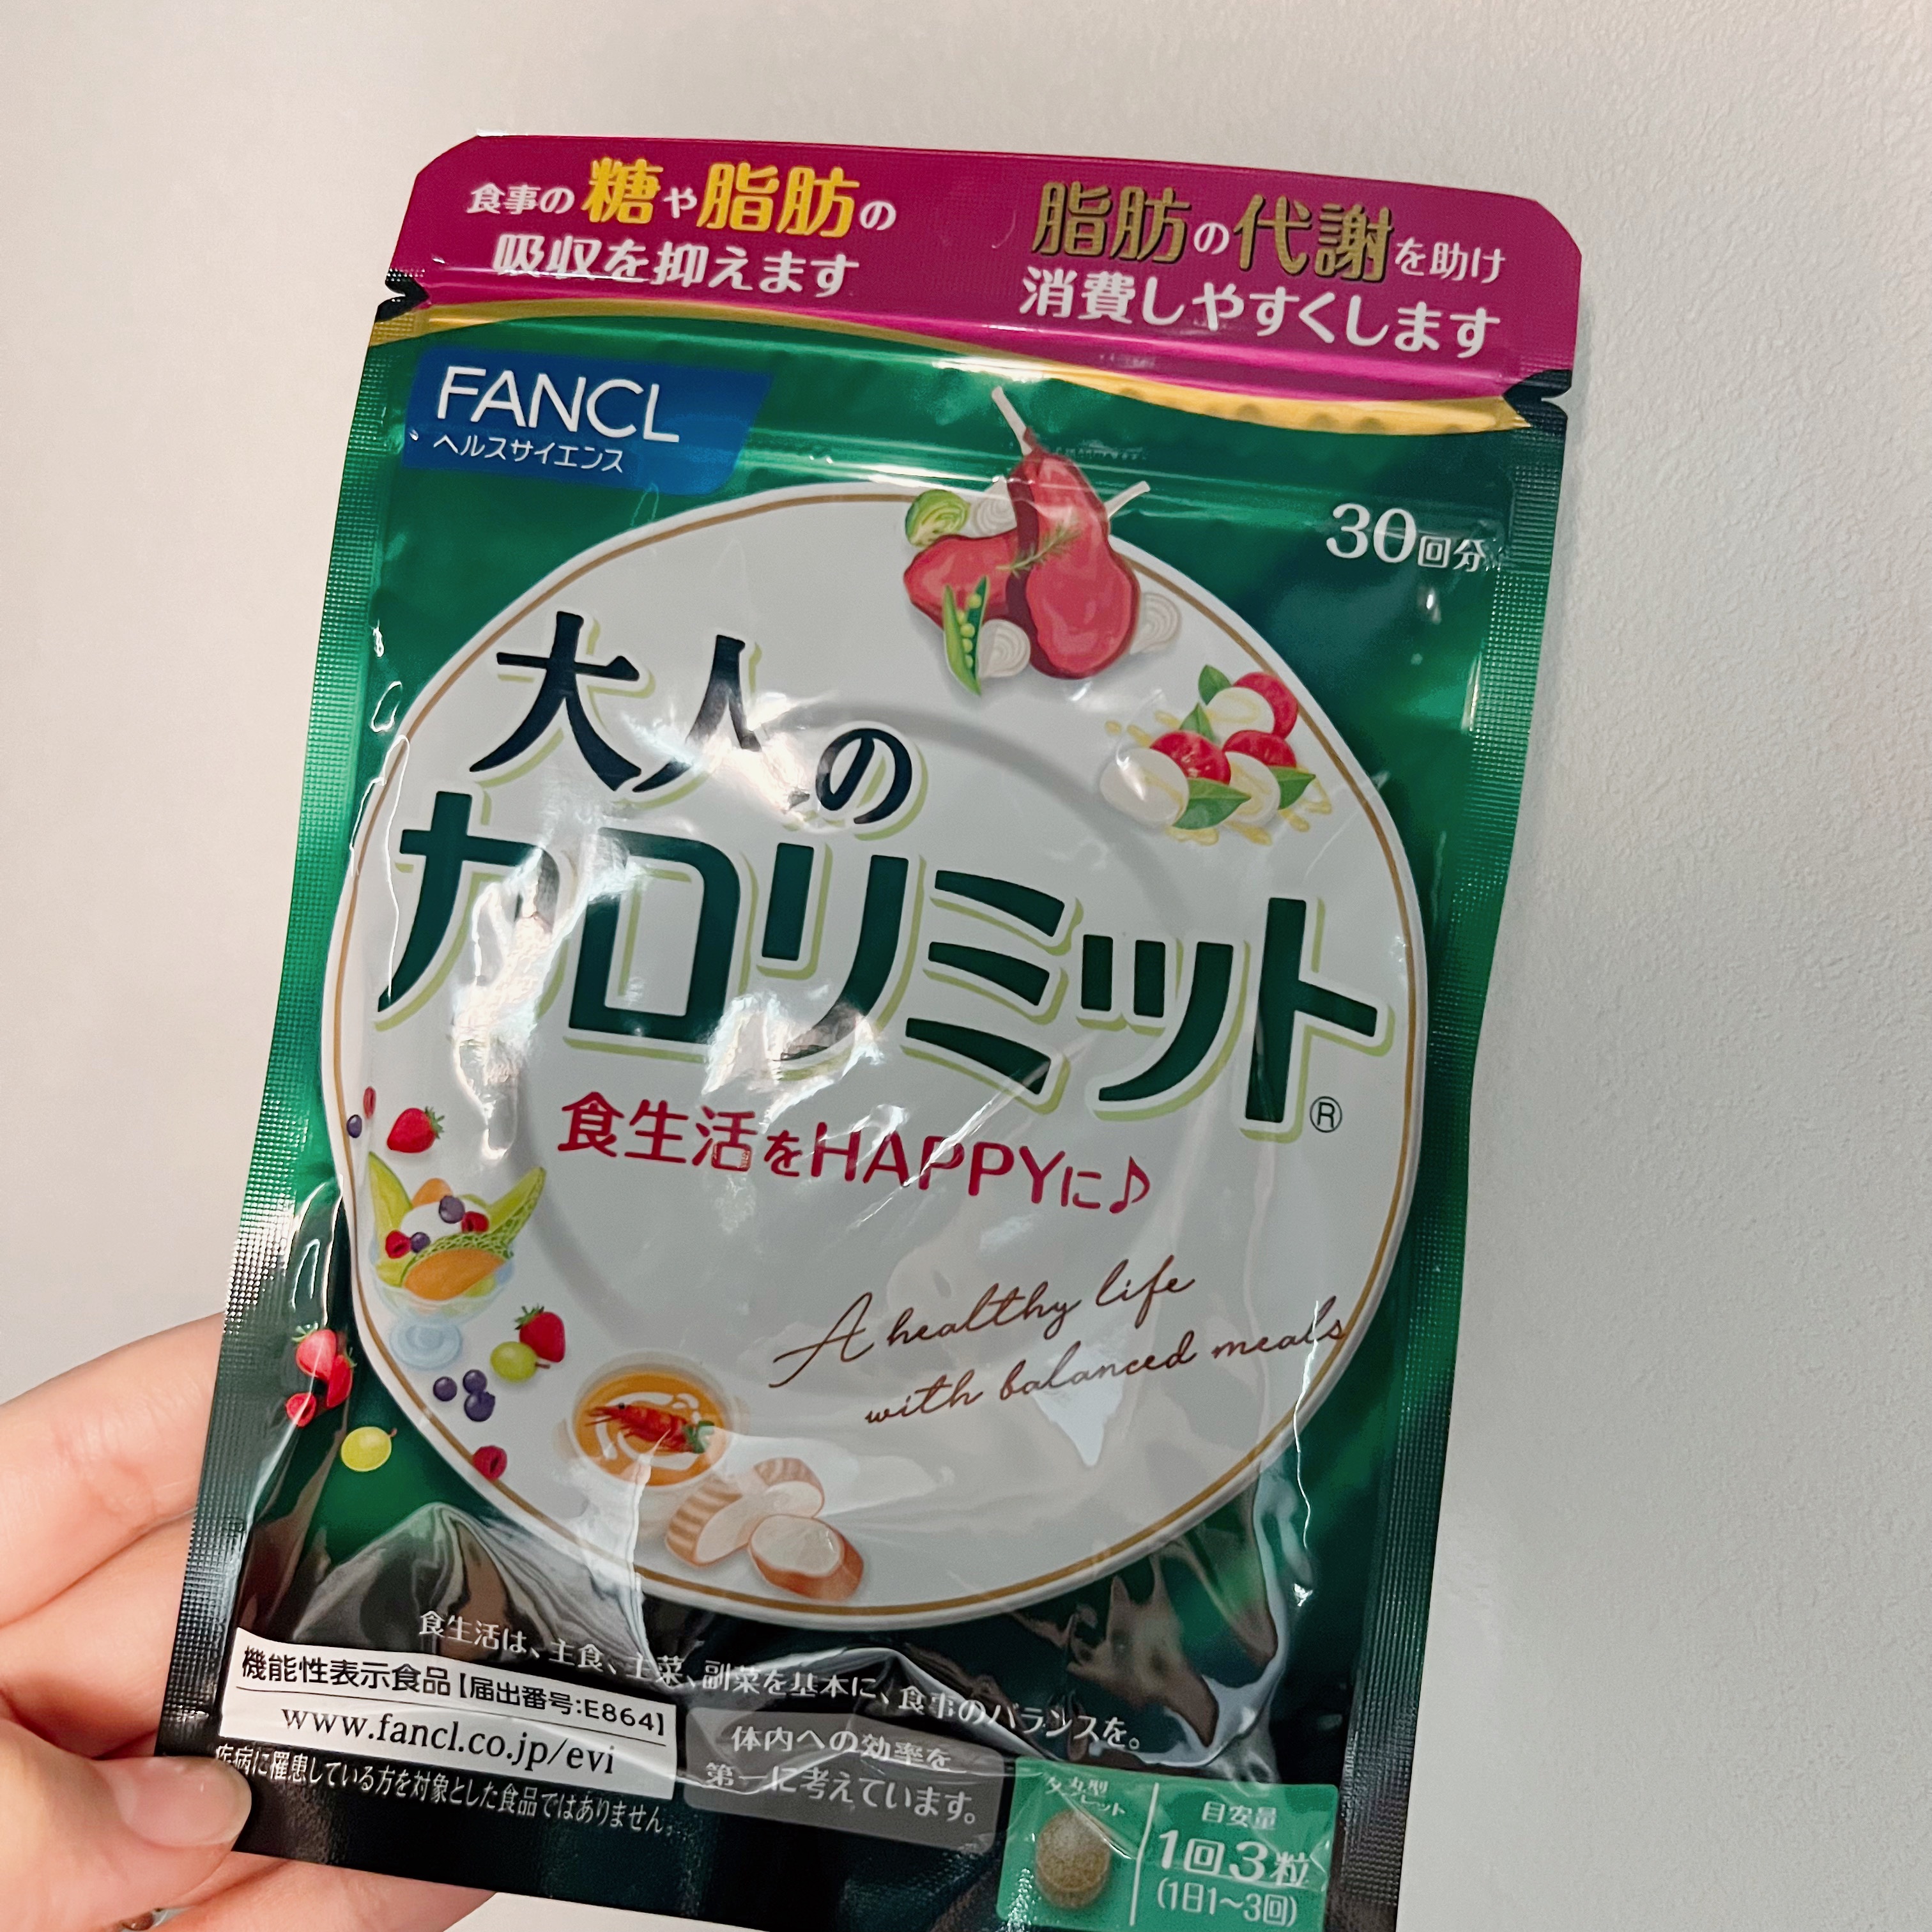 食事の糖や脂肪の
吸収を抑えます
脂肪の代謝を助け
消費しやすくします
FANCL
ヘルスサイエンス
30回分
大人の
カロリミット®
食生活をHAPPYに♪
A healthy life
with balanced meals
食生活は、主食、主菜、副菜を基本に、食事のバランスを。
機能性表示食品【届出番号:E864】
www.fancl.co.jp/evi
疾病に罹患している方を対象とした食品ではありません。
体内への効率を
第一に考えています。
丸型
タブレット
目安量
1回3粒
(1日1~3回)